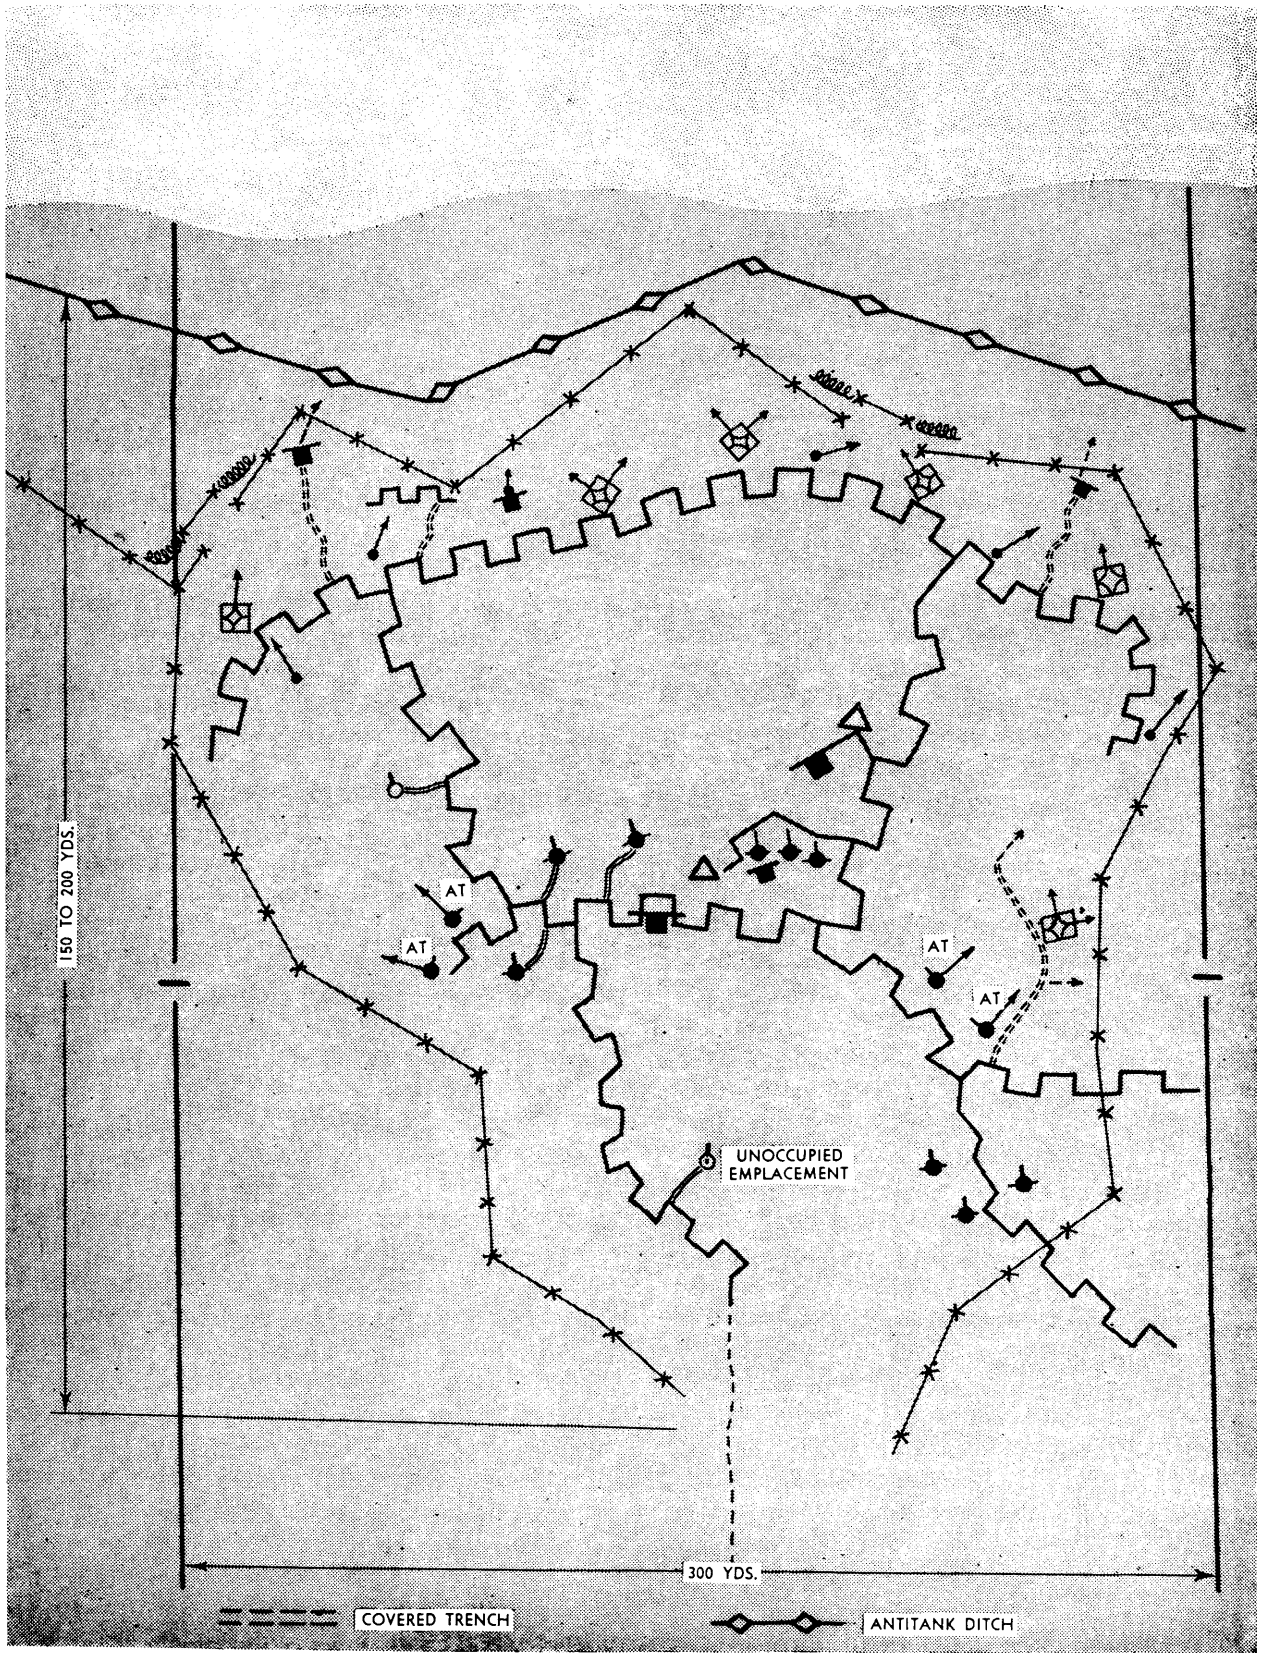 150 TO 200 YDS.
AT
AT
AT
AT
UNOCCUPIED
EMPLACEMENT
300 YDS.
COVERED TRENCH
ANTITANK DITCH